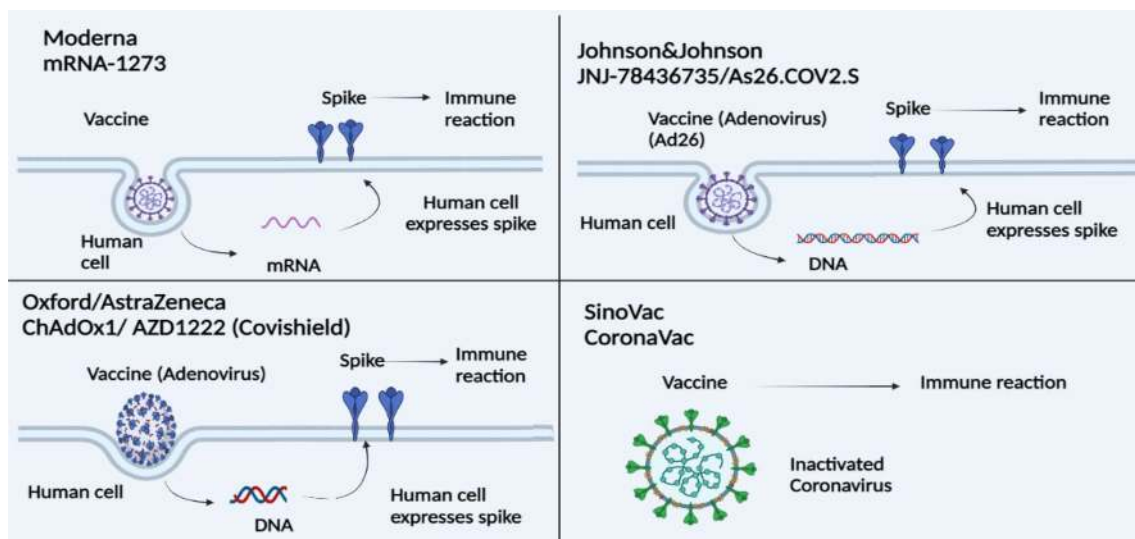 Moderna
mRNA-1273
Vaccine
Spike
Immune
reaction
Human
cell
mRNA
Human cell
expresses spike
Johnson&Johnson
JNJ-78436735/As26.COV2.S
Vaccine (Adenovirus)
(Ad26)
Spike
Immune
reaction
Human cell
DNA
Human cell
expresses spike
Oxford/AstraZeneca
ChAdOx1/ AZD1222 (Covishield)
Vaccine (Adenovirus)
Spike
Immune
reaction
Human cell
DNA
Human cell
expresses spike
SinoVac
CoronaVac
Vaccine
Immune reaction
Inactivated
Coronavirus